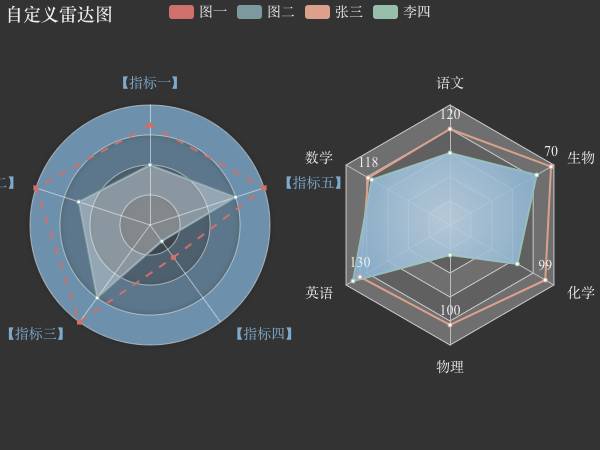 自定义雷达图
图一
图二
张三
李四
【指标一】
二】
【指标三】
【指标四】
【指标五】
语文
数学
英语
物理
化学
生物
120
118
130
100
99
70